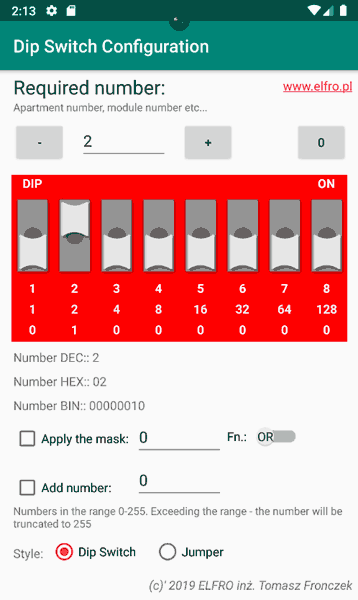 2:13
Dip Switch Configuration
Required number: www.elfro.pl
Apartment number, module number etc...
- 2 + 0
DIP ON
1 2 3 4 5 6 7 8
1 2 4 8 16 32 64 128
0 1 0 0 0 0 0 0
Number DEC:: 2
Number HEX:: 02
Number BIN:: 00000010
Apply the mask: 0 Fn.: OR
Add number: 0
Numbers in the range 0-255. Exceeding the range - the number will be
truncated to 255
Style: Dip Switch Jumper
(c)' 2019 ELFRO inż. Tomasz Fronczek